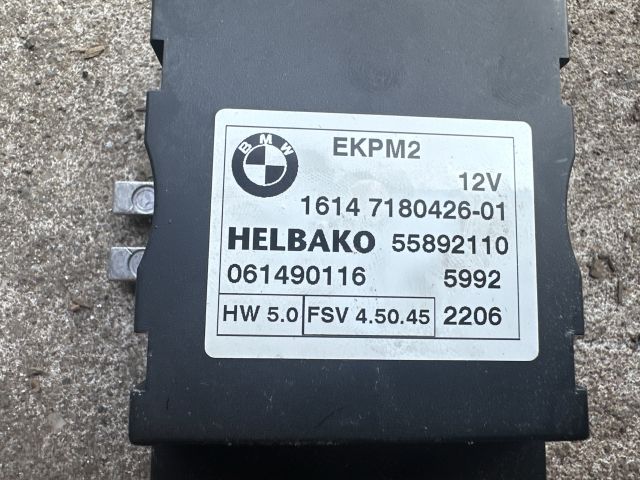 BMW
EKPM2
12V
1614 7180426-01
HELBAKO 55892110
061490116 5992
HW 5.0 FSV 4.50.45 2206